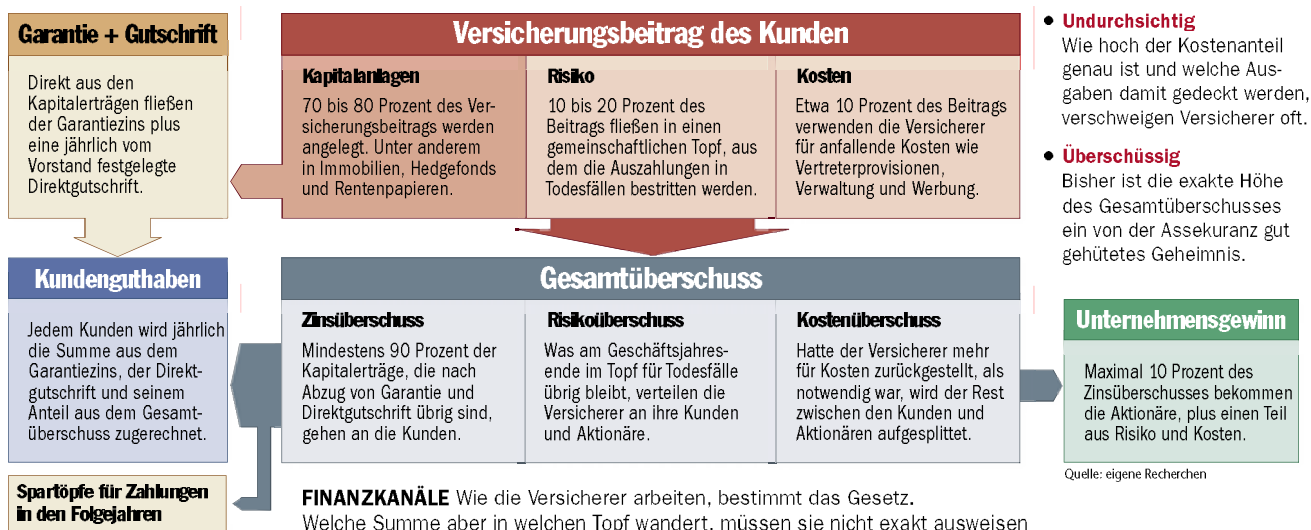 Garantie + Gutschrift
Direkt aus den
Kapitalerträgen fließen
der Garantiezins plus
eine jährlich vom
Vorstand festgelegte
Direktgutschrift.
Versicherungsbeitrag des Kunden
Kapitalanlagen
70 bis 80 Prozent des Ver-
sicherungsbeitrags werden
angelegt. Unter anderem
in Immobilien, Hedgefonds
und Rentenpapieren.
Risiko
10 bis 20 Prozent des
Beitrags fließen in einen
gemeinschaftlichen Topf, aus
dem die Auszahlungen in
Todesfällen bestritten werden.
Kosten
Etwa 10 Prozent des Beitrags
verwenden die Versicherer
für anfallende Kosten wie
Vertreterprovisionen,
Verwaltung und Werbung.
• Undurchsichtig
Wie hoch der Kostenanteil
genau ist und welche Aus-
gaben damit gedeckt werden,
verschweigen Versicherer oft.
• Überschüssig
Bisher ist die exakte Höhe
des Gesamtüberschusses
ein von der Assekuranz gut
gehütetes Geheimnis.
Kundenguthaben
Jedem Kunden wird jährlich
die Summe aus dem
Garantiezins, der Direkt-
gutschrift und seinem
Anteil aus dem Gesamt-
überschuss zugerechnet.
Gesamtüberschuss
Zinsüberschuss
Mindestens 90 Prozent der
Kapitalerträge, die nach
Abzug von Garantie und
Direktgutschrift übrig sind,
gehen an die Kunden.
Risikoüberschuss
Was am Geschäftsjahres-
ende im Topf für Todesfälle
übrig bleibt, verteilen die
Versicherer an ihre Kunden
und Aktionäre.
Kostenüberschuss
Hatte der Versicherer mehr
für Kosten zurückgestellt, als
notwendig war, wird der Rest
zwischen den Kunden und
Aktionären aufgesplittet.
Unternehmensgewinn
Maximal 10 Prozent des
Zinsüberschusses bekommen
die Aktionäre, plus einen Teil
aus Risiko und Kosten.
Quelle: eigene Recherchen
Spartöpfe für Zahlungen
in den Folgejahren
FINANZKANÄLE Wie die Versicherer arbeiten, bestimmt das Gesetz.
Welche Summe aber in welchen Topf wandert, müssen sie nicht exakt ausweisen